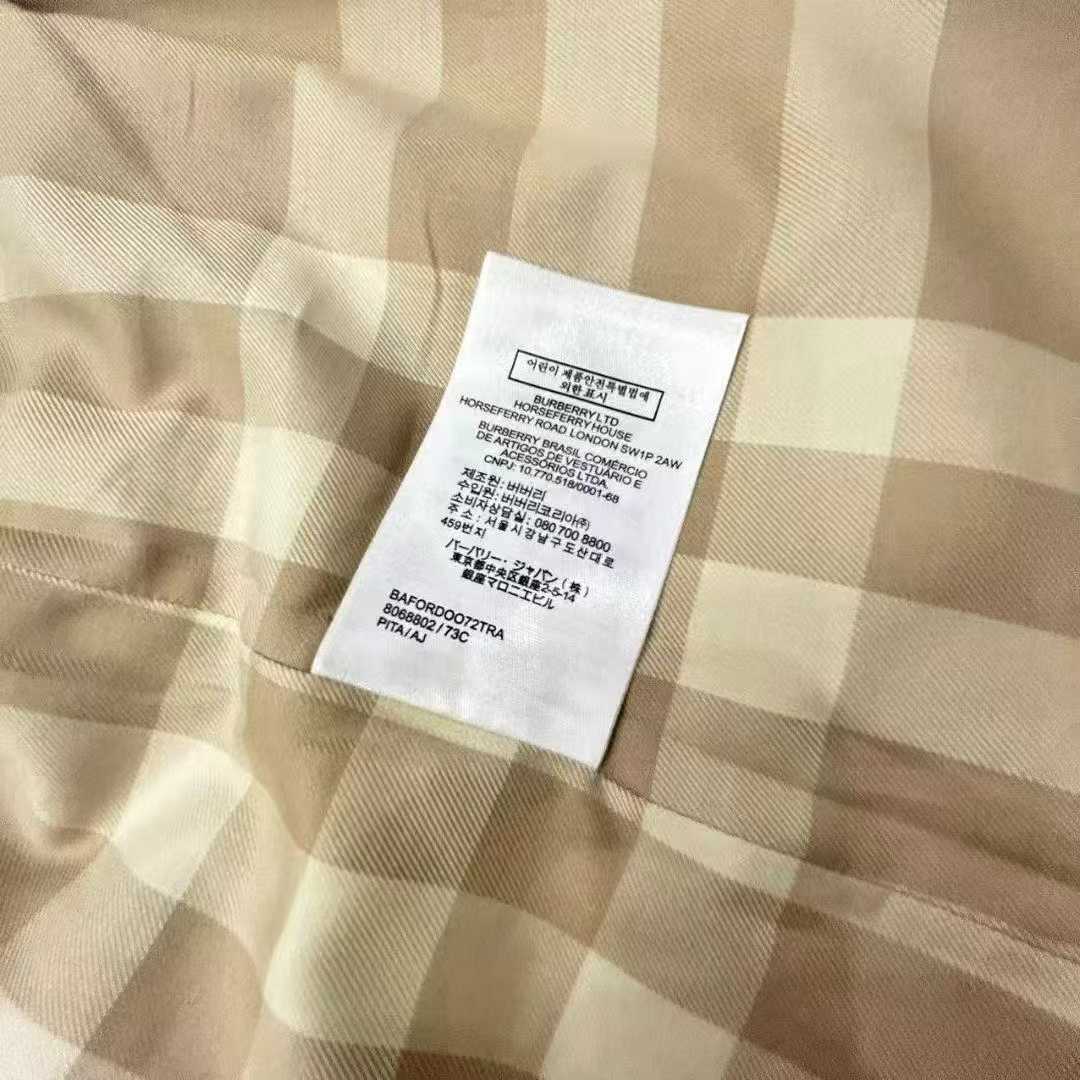 어린이 제품안전특별법에
외한 표시
BURBERRY LTD
HORSEFERRY HOUSE
HORSEFERRY ROAD LONDON SW1P 2AW
BURBERRY BRASIL COMÉRCIO
DE ARTIGOS DE VESTUÁRIO E
ACESSÓRIOS LTDA,
CNPJ: 10.770.518/0001-68
제조원: 버버리
수입원: 버버리코리아㈜
소비자상담실: 080 700 8800
주 소 : 서울시강남구도산대로
459번지
バーバリー・ジャパン（株）
東京都中央区銀座2-5-14
銀座マロニエビル
BAFORDOO72TRA
8068802 / 73C
PITA / AJ